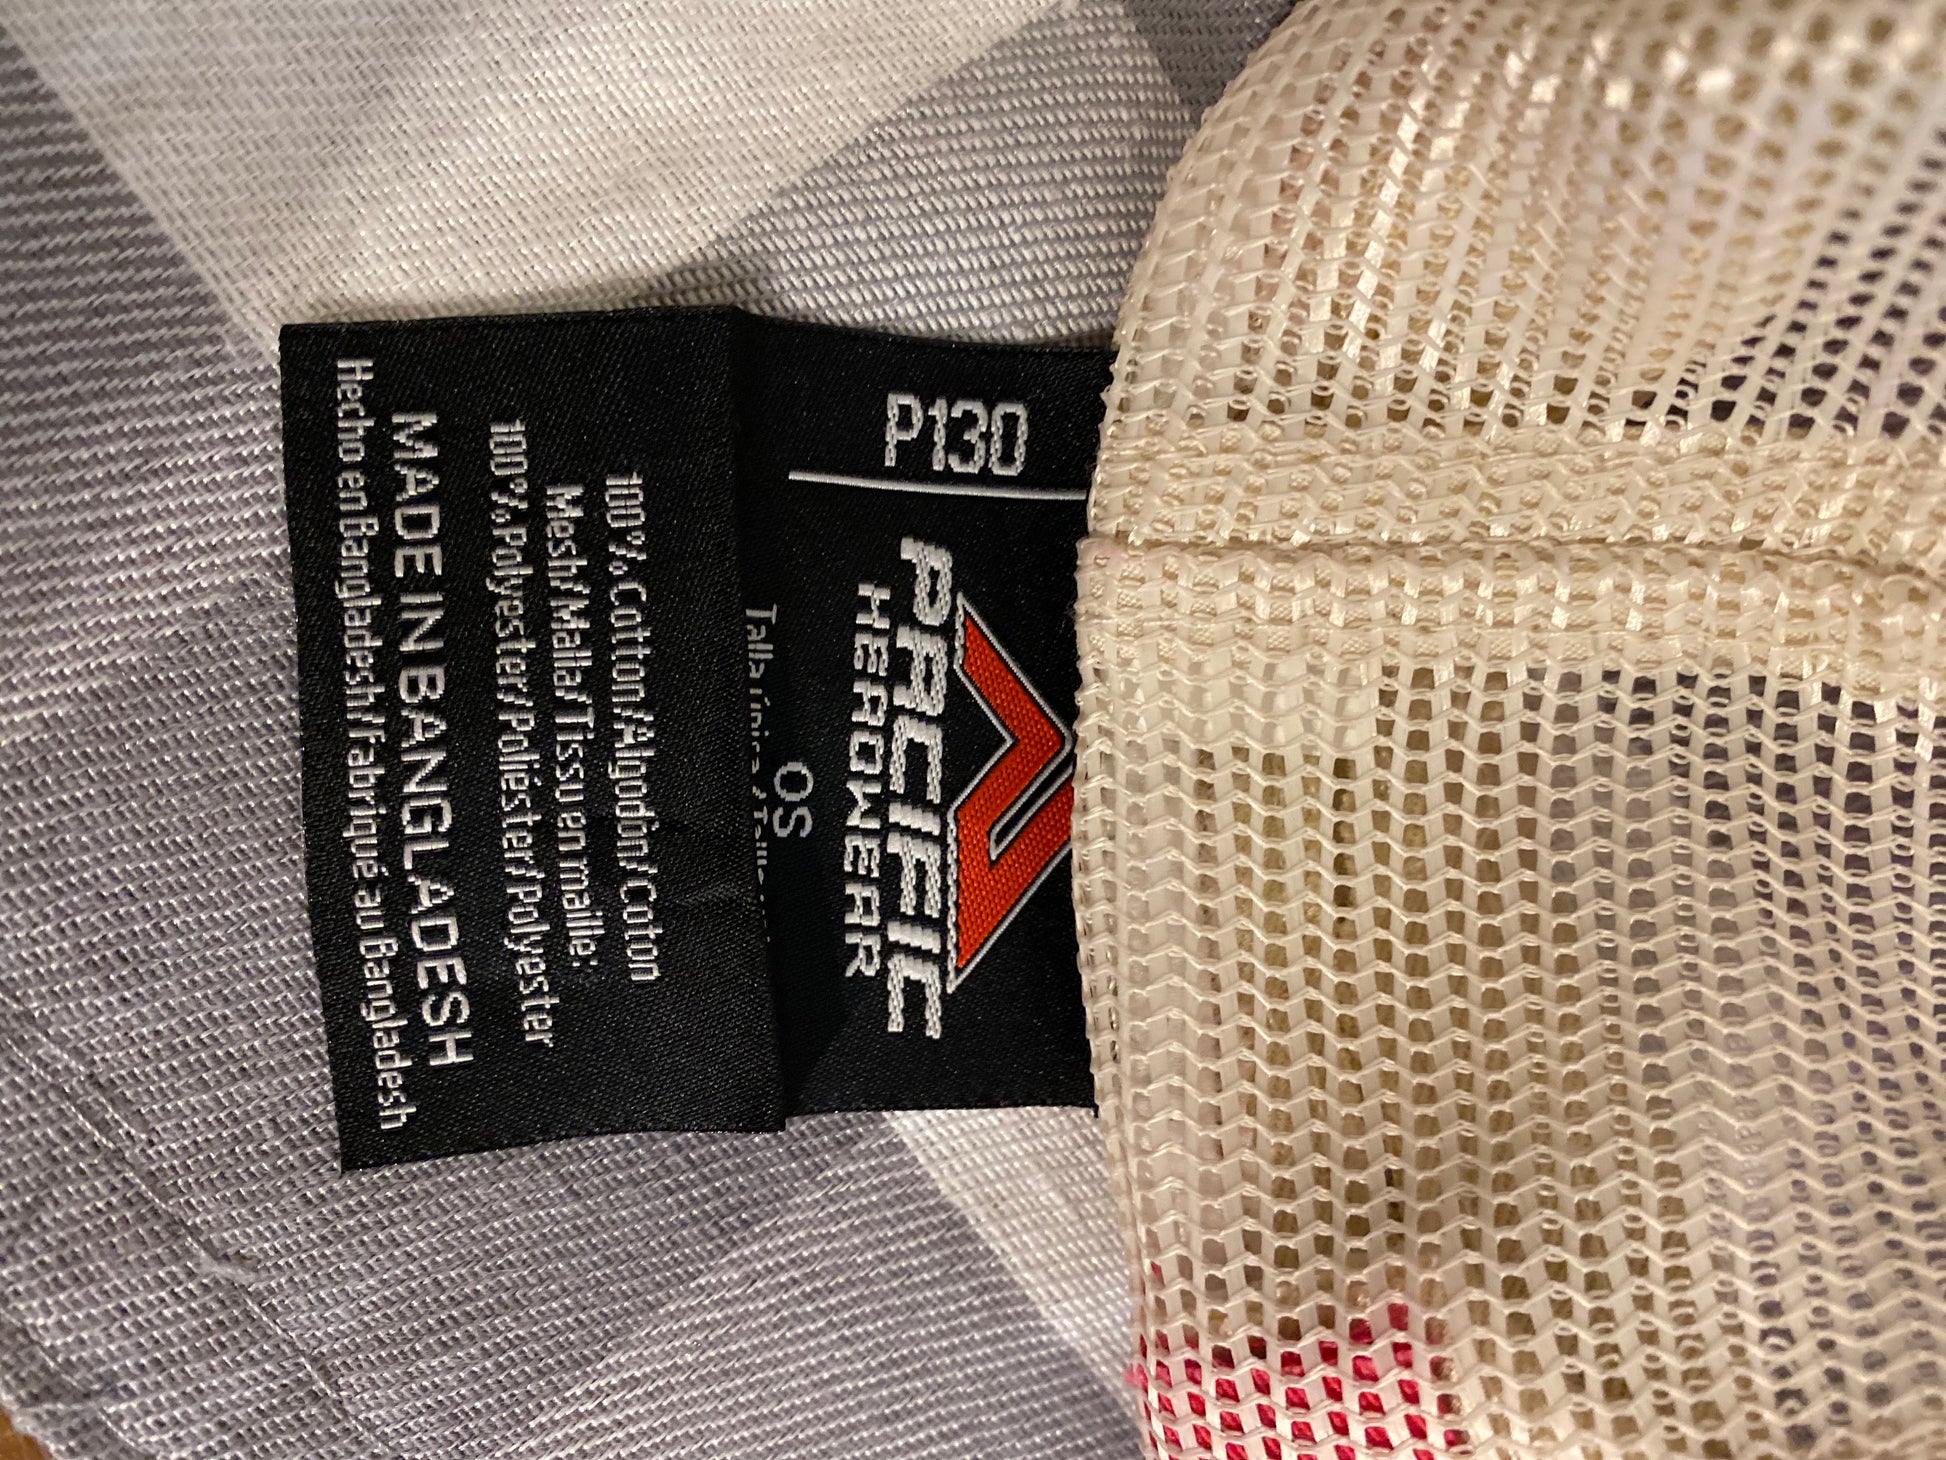 P130
PACIFIC
HEADWEAR
OS
100% Cotton/Algodón/Coton
Mesh/Malla/Tissu en maille:
100% Polyester/Poliéster/Polyester
MADE IN BANGLADESH
Hecho en Bangladesh/Fabriqué au Bangladesh